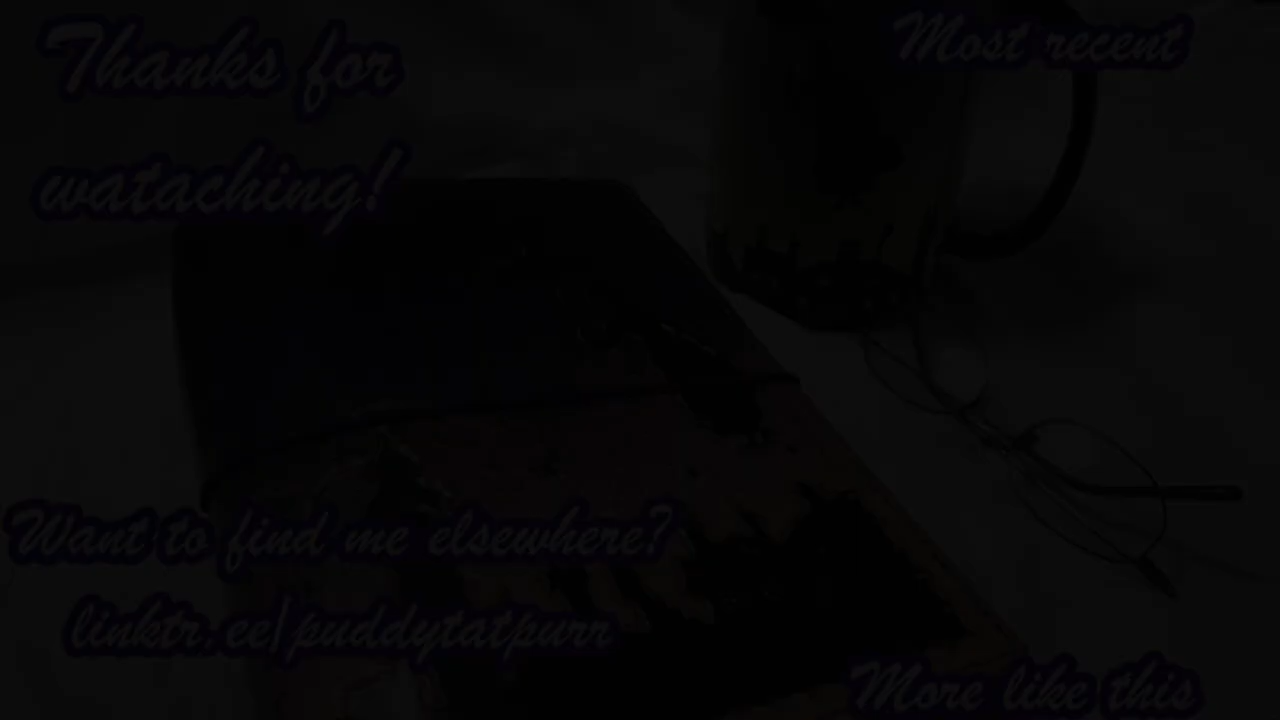 Thanks for
wataching!
Most recent
Want to find me elsewhere?
linktr.ee/puddytatpurr
More like this